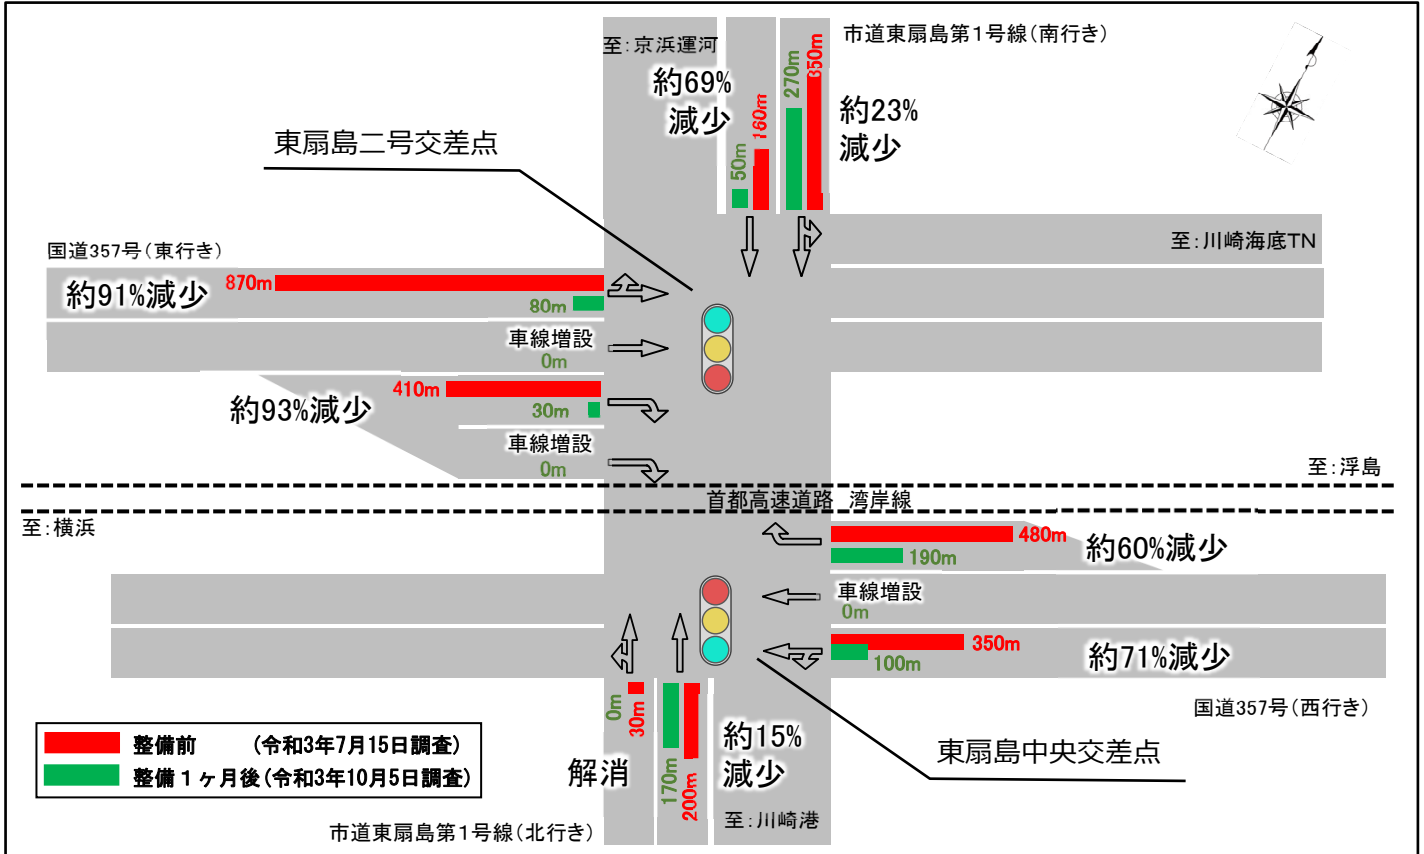 至:京浜運河
市道東扇島第1号線(南行き)
約69%
減少
50m
160m
270m
350m
約23%
減少
東扇島二号交差点
国道357号(東行き)
至:川崎海底TN
約91%減少
870m
80m
車線増設
0m
410m
約93%減少
30m
車線増設
0m
至:浮島
首都高速道路 湾岸線
至:横浜
480m
約60%減少
190m
車線増設
0m
350m
約71%減少
100m
国道357号(西行き)
0m
30m
解消
170m
200m
約15%
減少
東扇島中央交差点
至:川崎港
整備前 (令和3年7月15日調査)
整備1ヶ月後(令和3年10月5日調査)
市道東扇島第1号線(北行き)